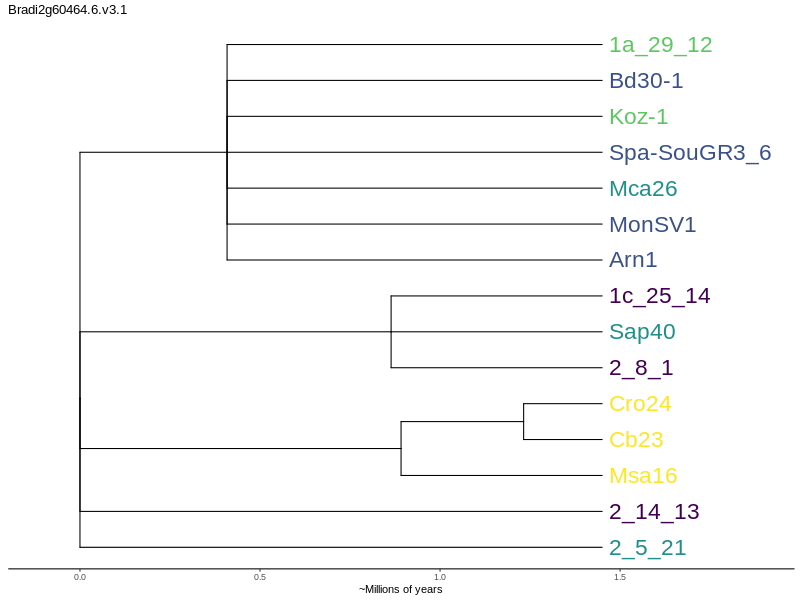 Bradi2g60464.6.v3.1
1a_29_12
Bd30-1
Koz-1
Spa-SouGR3_6
Mca26
MonSV1
Arn1
1c_25_14
Sap40
2_8_1
Cro24
Cb23
Msa16
2_14_13
2_5_21
0.0 0.5 1.0 1.5
~Millions of years